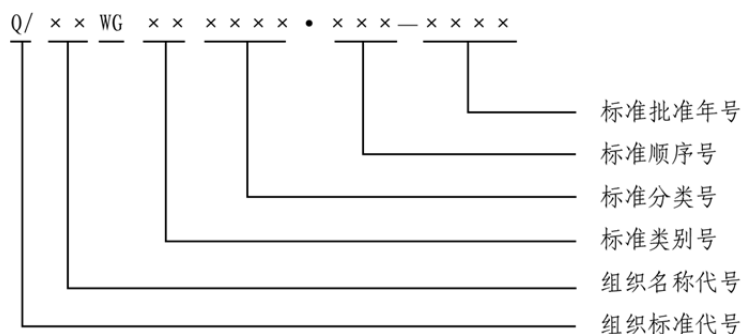 Q/ ×× WG ×× ×××× • ×××—××××
标准批准年号
标准顺序号
标准分类号
标准类别号
组织名称代号
组织标准代号